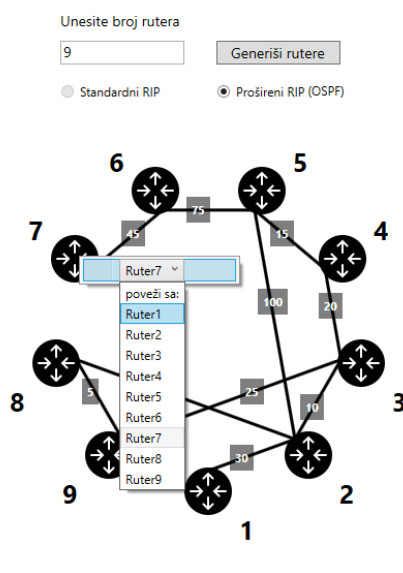 Unesite broj rutera
9
Generiši rutere
Standardni RIP
Prošireni RIP (OSPF)
6
5
75
7
45
15
4
Ruter7
poveži sa:
Ruter1
100
20
Ruter2
Ruter3
Ruter4
8
5
25
3
Ruter5
10
Ruter6
Ruter7
30
Ruter8
9
Ruter9
2
1